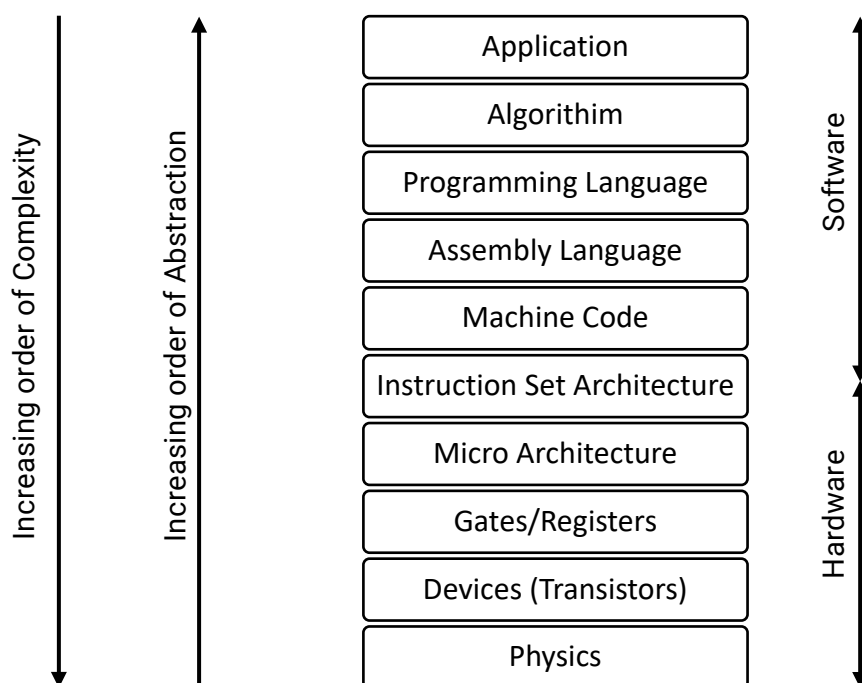 Increasing order of Complexity
Increasing order of Abstraction
Application
Algorithim
Programming Language
Assembly Language
Machine Code
Instruction Set Architecture
Micro Architecture
Gates/Registers
Devices (Transistors)
Physics
Software
Hardware